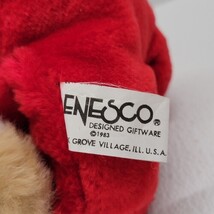 ENESCO®
DESIGNED GIFTWARE
©1983
GROVE VILLAGE, ILL. U.S.A.